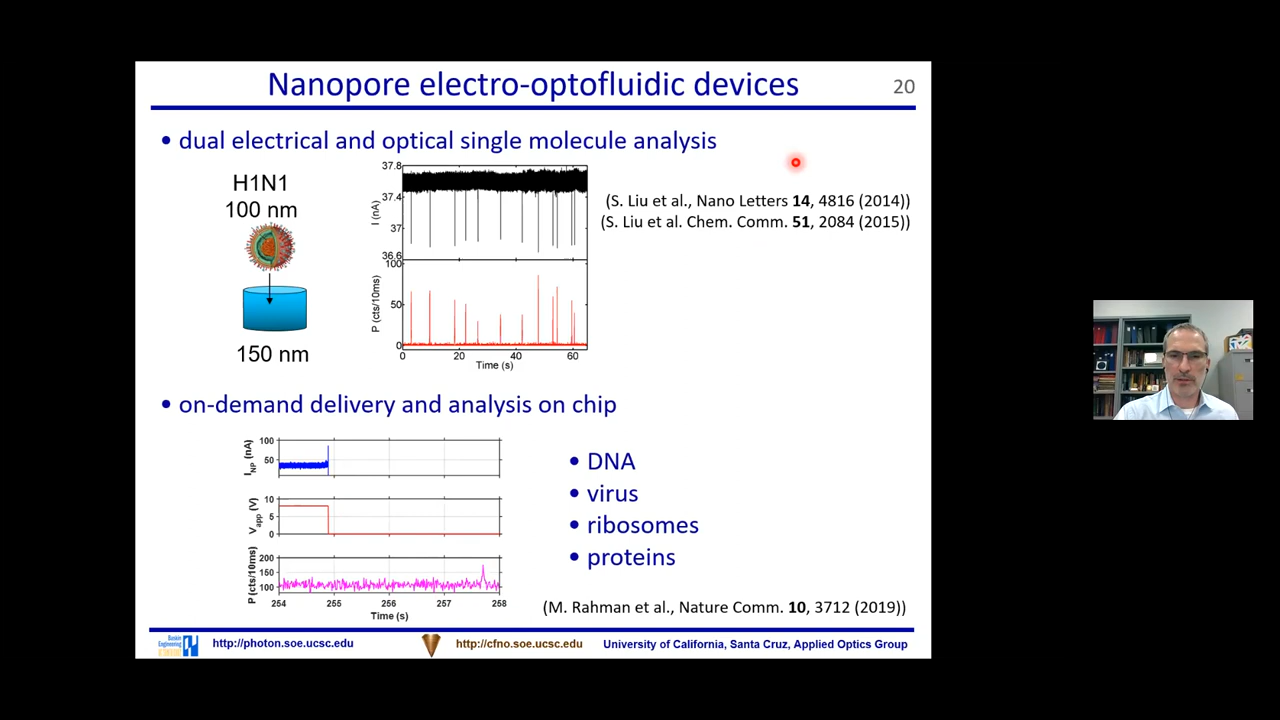 Nanopore electro-optofluidic devices
20
• dual electrical and optical single molecule analysis
H1N1
100 nm
150 nm
37.8
37.4
37
36.6
I (nA)
100
50
0
P (cts/10ms)
0 20 40 60
Time (s)
(S. Liu et al., Nano Letters 14, 4816 (2014))
(S. Liu et al. Chem. Comm. 51, 2084 (2015))
• on-demand delivery and analysis on chip
100
50
I_NP (nA)
10
5
0
V_app (V)
200
150
100
P (cts/10ms)
254 255 256 257 258
Time (s)
• DNA
• virus
• ribosomes
• proteins
(M. Rahman et al., Nature Comm. 10, 3712 (2019))
Baskin
Engineering
http://photon.soe.ucsc.edu
http://cfno.soe.ucsc.edu
University of California, Santa Cruz, Applied Optics Group